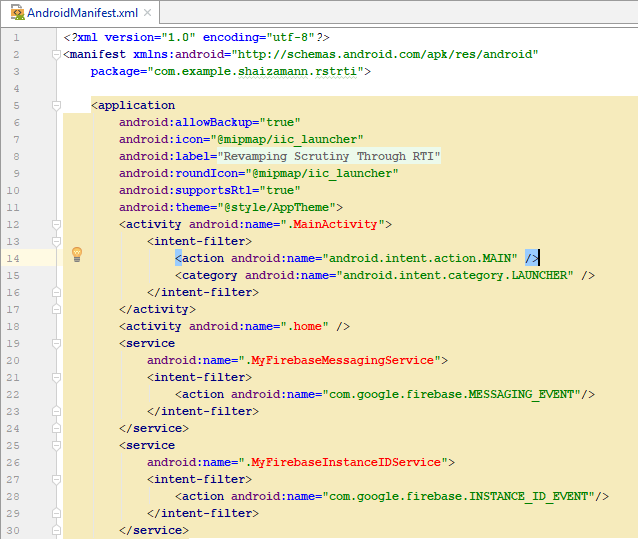 AndroidManifest.xml
1 <?xml version="1.0" encoding="utf-8"?>
2 <manifest xmlns:android="http://schemas.android.com/apk/res/android"
3 package="com.example.shaizamann.rstrti">
4
5 <application
6 android:allowBackup="true"
7 android:icon="@mipmap/iic_launcher"
8 android:label="Revamping Scrutiny Through RTI"
9 android:roundIcon="@mipmap/iic_launcher"
10 android:supportsRtl="true"
11 android:theme="@style/AppTheme">
12 <activity android:name=".MainActivity">
13 <intent-filter>
14 <action android:name="android.intent.action.MAIN" />
15 <category android:name="android.intent.category.LAUNCHER" />
16 </intent-filter>
17 </activity>
18 <activity android:name=".home" />
19 <service
20 android:name=".MyFirebaseMessagingService">
21 <intent-filter>
22 <action android:name="com.google.firebase.MESSAGING_EVENT"/>
23 </intent-filter>
24 </service>
25 <service
26 android:name=".MyFirebaseInstanceIDService">
27 <intent-filter>
28 <action android:name="com.google.firebase.INSTANCE_ID_EVENT"/>
29 </intent-filter>
30 </service>